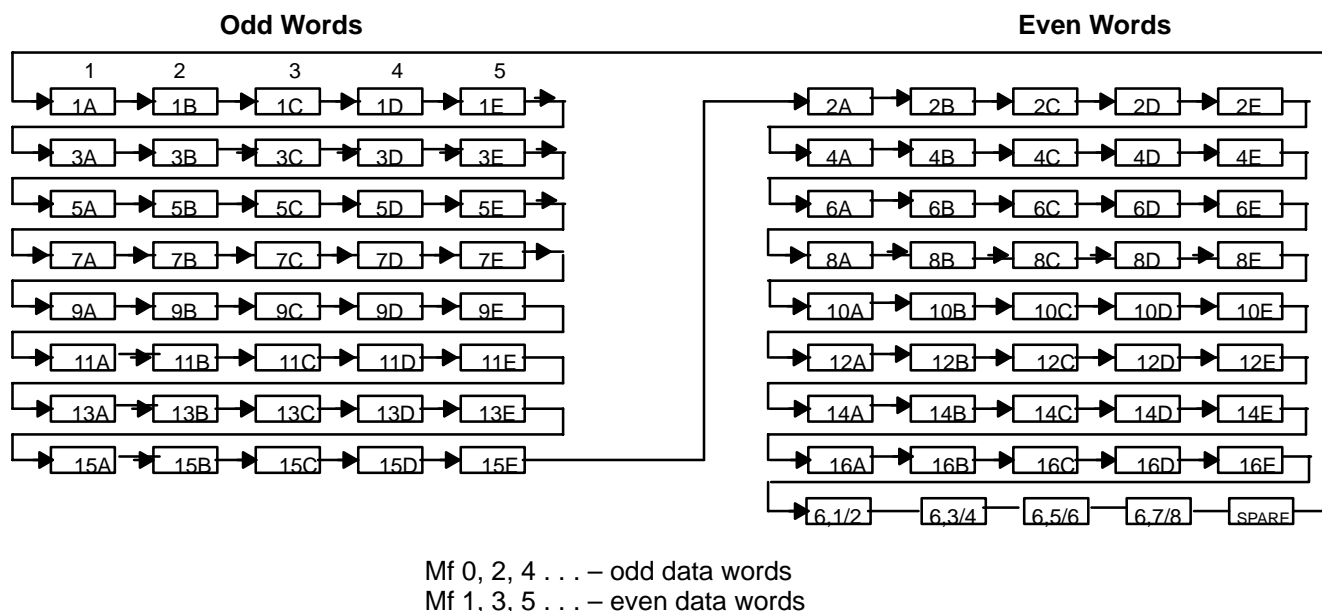 Odd Words Even Words
1 2 3 4 5
1A 1B 1C 1D 1E 2A 2B 2C 2D 2E
3A 3B 3C 3D 3E 4A 4B 4C 4D 4E
5A 5B 5C 5D 5E 6A 6B 6C 6D 6E
7A 7B 7C 7D 7E 8A 8B 8C 8D 8E
9A 9B 9C 9D 9E 10A 10B 10C 10D 10E
11A 11B 11C 11D 11E 12A 12B 12C 12D 12E
13A 13B 13C 13D 13E 14A 14B 14C 14D 14E
15A 15B 15C 15D 15E 16A 16B 16C 16D 16E
6,1/2 6,3/4 6,5/6 6,7/8 SPARE
Mf 0, 2, 4 . . . – odd data words
Mf 1, 3, 5 . . . – even data words